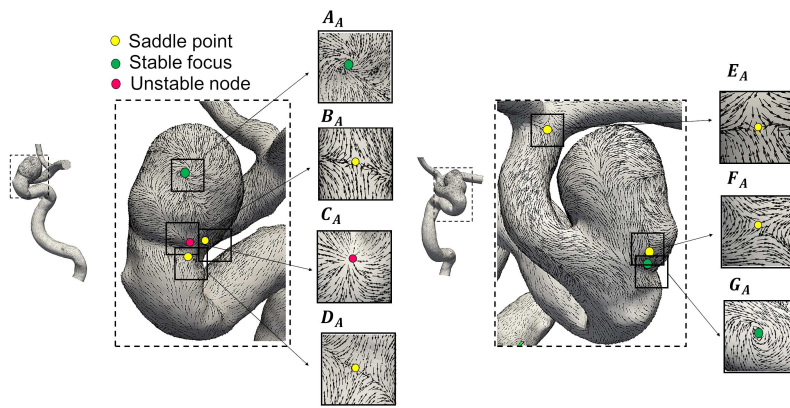 Saddle point
Stable focus
Unstable node
A_A
B_A
C_A
D_A
E_A
F_A
G_A